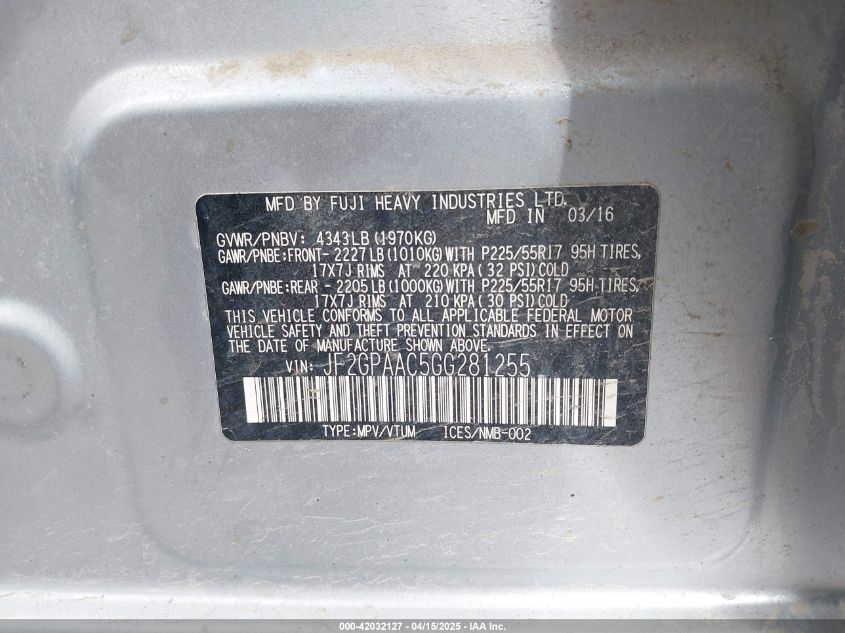 MFD BY FUJI HEAVY INDUSTRIES LTD.
MFD IN 03/16
GVWR/PNBV: 4343LB (1970KG)
GAWR/PNBE:FRONT- 2227LB (1010KG) WITH P225/55R17 95H TIRES,
17X7J RIMS AT 220 KPA (32 PSI) COLD
GAWR/PNBE:REAR - 2205LB (1000KG) WITH P225/55R17 95H TIRES,
17X7J RIMS AT 210 KPA (30 PSI) COLD
THIS VEHICLE CONFORMS TO ALL APPLICABLE FEDERAL MOTOR
VEHICLE SAFETY AND THEFT PREVENTION STANDARDS IN EFFECT ON
THE DATE OF MANUFACTURE SHOWN ABOVE.
VIN: JF2GPAAC5GG281255
TYPE:MPV/VTUM ICES/NMB-002
000-42032127 - 04/15/2025 - IAA Inc.